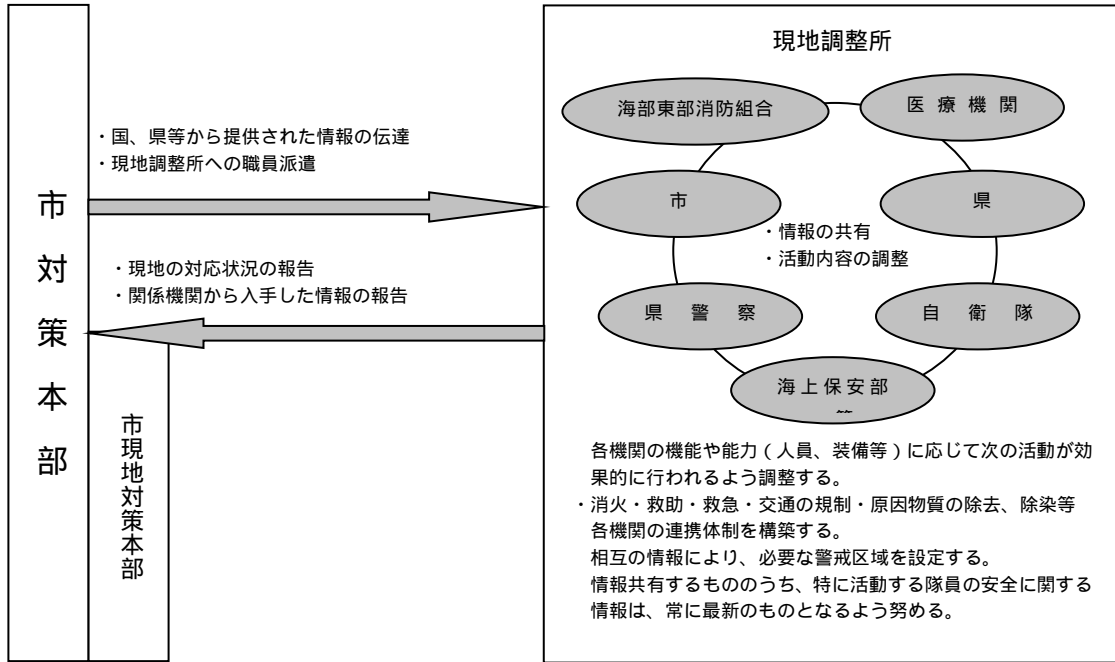 市対策本部
市現地対策本部
・国、県等から提供された情報の伝達
・現地調整所への職員派遣
・現地の対応状況の報告
・関係機関から入手した情報の報告
現地調整所
海部東部消防組合
医療機関
市
県
・情報の共有
・活動内容の調整
県警察
自衛隊
海上保安部
各機関の機能や能力（人員、装備等）に応じて次の活動が効
果的に行われるよう調整する。
・消火・救助・救急・交通の規制・原因物質の除去、除染等
各機関の連携体制を構築する。
相互の情報により、必要な警戒区域を設定する。
情報共有するもののうち、特に活動する隊員の安全に関する
情報は、常に最新のものとなるよう努める。